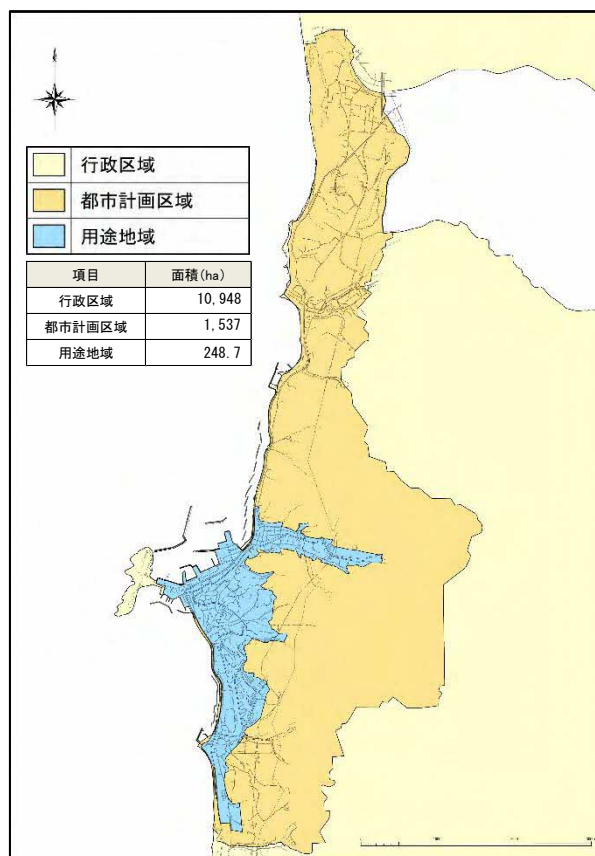 行政区域
都市計画区域
用途地域
項目 面積(ha)
行政区域 10,948
都市計画区域 1,537
用途地域 248.7